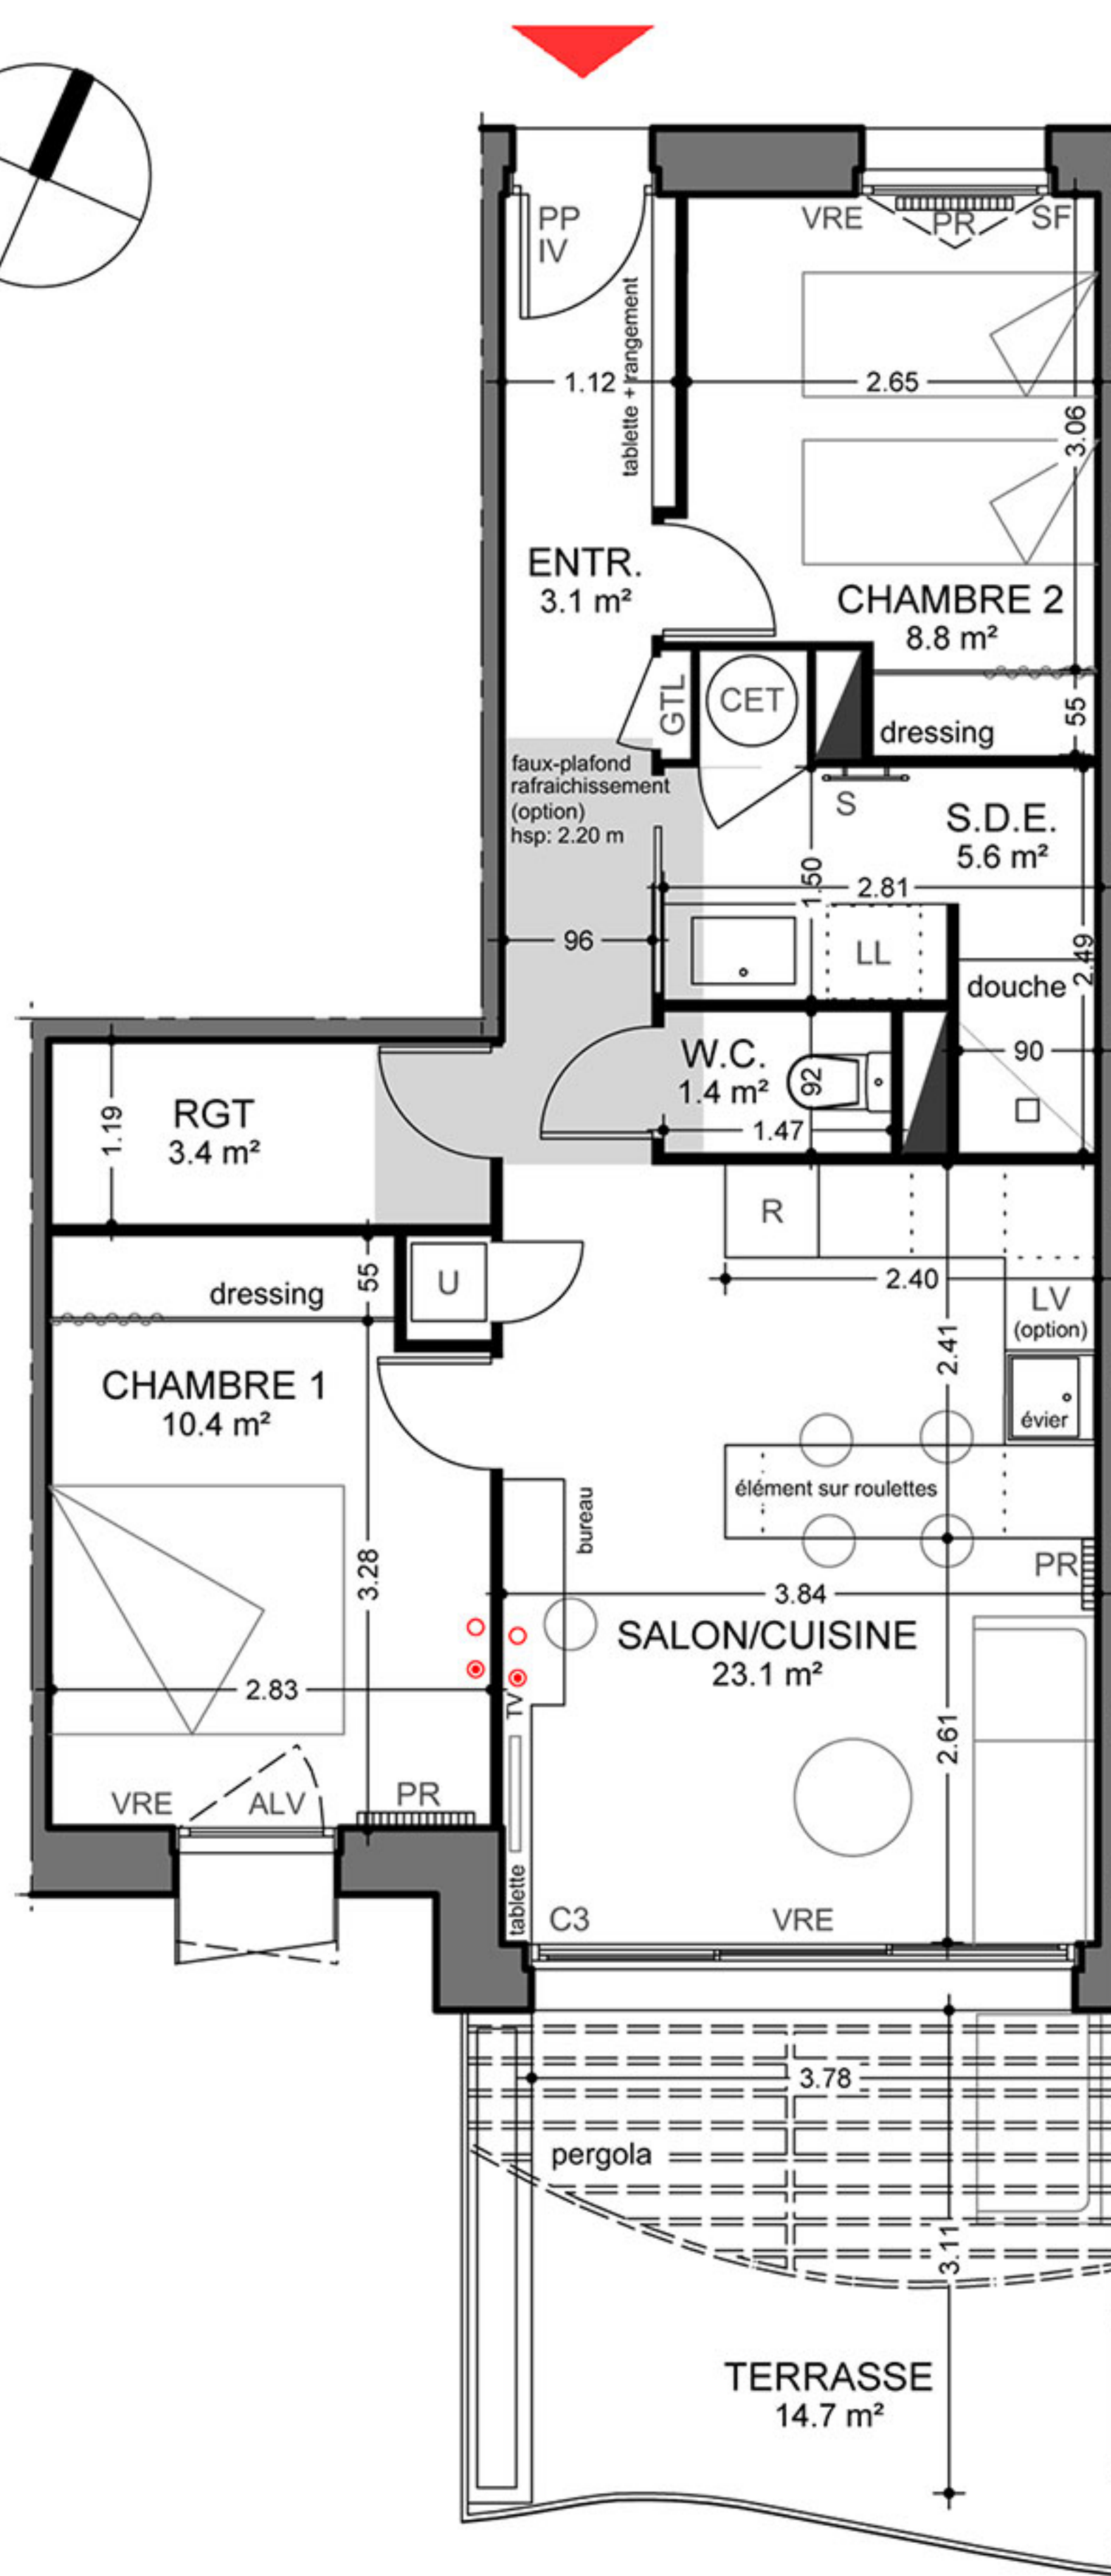 PP
IV
VRE
PR
SF
tablette + rangement
1.12
2.65
3.06
ENTR.
3.1 m²
CHAMBRE 2
8.8 m²
GTL
CET
dressing
55
faux-plafond
rafraichissement
(option)
hsp: 2.20 m
S
S.D.E.
5.6 m²
1.50
2.81
96
LL
2.49
douche
W.C.
1.4 m²
92
90
1.47
RGT
3.4 m²
1.19
R
dressing
55
U
2.40
LV
(option)
2.41
CHAMBRE 1
10.4 m²
évier
élément sur roulettes
bureau
3.28
PR
3.84
SALON/CUISINE
23.1 m²
2.83
TV
2.61
VRE
ALV
PR
tablette
C3
VRE
3.78
pergola
3.11
TERRASSE
14.7 m²